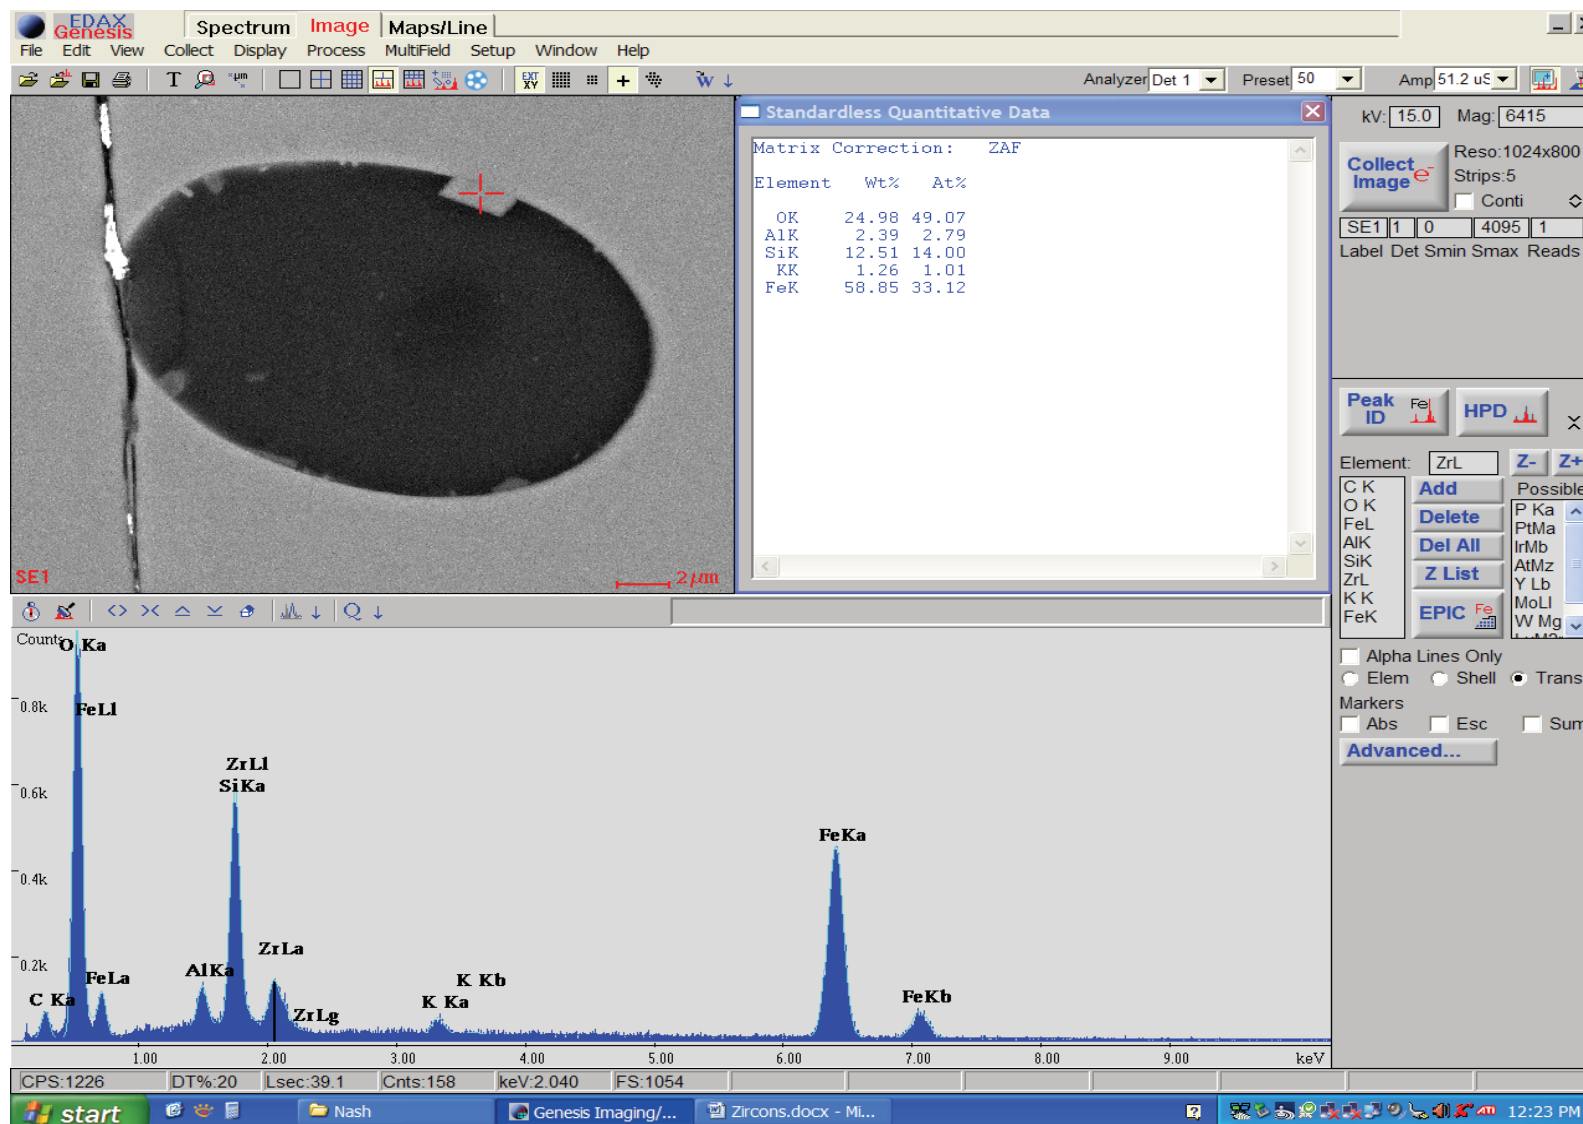 EDAX Genesis Spectrum Image Maps/Line
File Edit View Collect Display Process MultiField Setup Window Help
T µm EXT XY W Analyzer Det 1 Preset 50 Amp 51.2 uS
Standardless Quantitative Data
Matrix Correction: ZAF
Element Wt% At%
OK 24.98 49.07
AlK 2.39 2.79
SiK 12.51 14.00
KK 1.26 1.01
FeK 58.85 33.12
SE1 2µm
kV: 15.0 Mag: 6415
Collect Image e-
Reso:1024x800
Strips:5
Conti
SE1 1 0 4095 1
Label Det Smin Smax Reads
Peak ID Fe HPD
Element: ZrL Z- Z+
C K
O K
FeL
AlK
SiK
ZrL
K K
FeK
Add
Delete
Del All
Z List
EPIC Fe
Possible
P Ka
PtMa
IrMb
AtMz
Y Lb
MoLl
W Mg
Alpha Lines Only
Elem Shell Trans
Markers
Abs Esc Sum
Advanced...
Q
Counts
O Ka
FeLl
0.8k
ZrLl
SiKa
0.6k
FeKa
0.4k
ZrLa
0.2k
FeLa
AlKa
K Kb
C Ka
K Ka
FeKb
ZrLg
1.00 2.00 3.00 4.00 5.00 6.00 7.00 8.00 9.00 keV
CPS:1226 DT%:20 Lsec:39.1 Cnts:158 keV:2.040 FS:1054
start Nash Genesis Imaging/... Zircons.docx - Mi... 12:23 PM